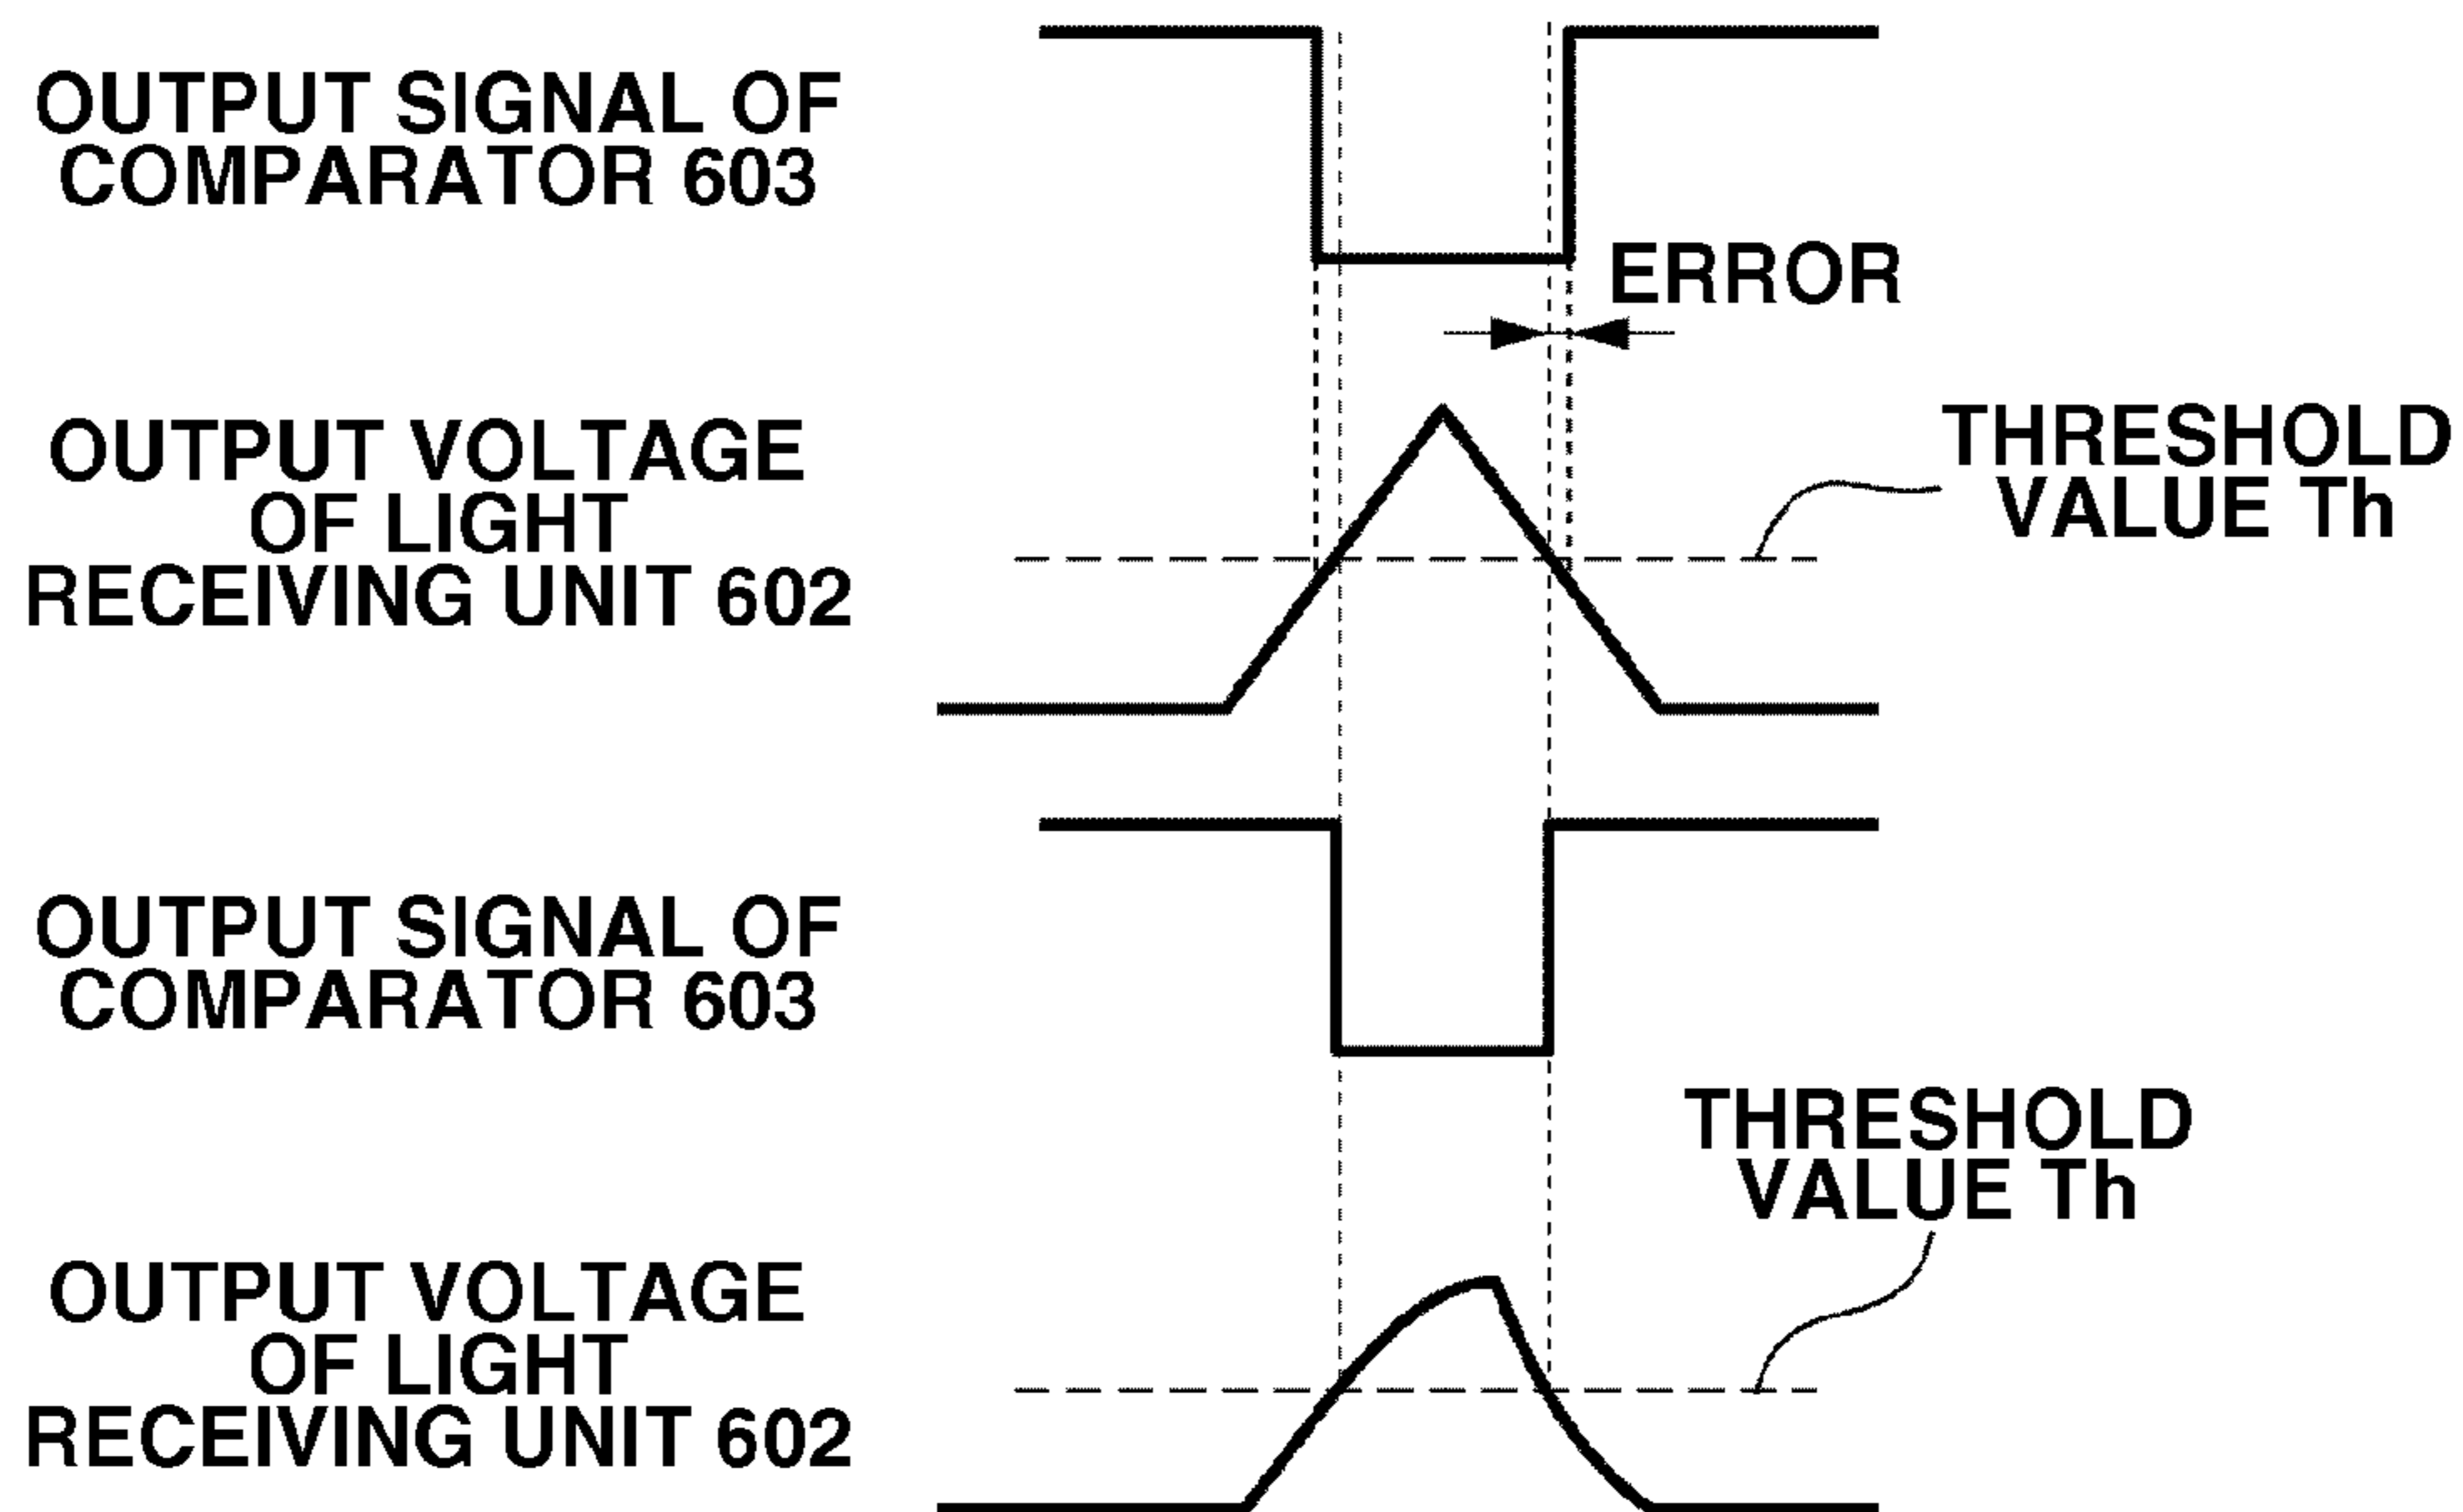 OUTPUT SIGNAL OF
COMPARATOR 603
ERROR
OUTPUT VOLTAGE
OF LIGHT
RECEIVING UNIT 602
THRESHOLD
VALUE Th
OUTPUT SIGNAL OF
COMPARATOR 603
THRESHOLD
VALUE Th
OUTPUT VOLTAGE
OF LIGHT
RECEIVING UNIT 602